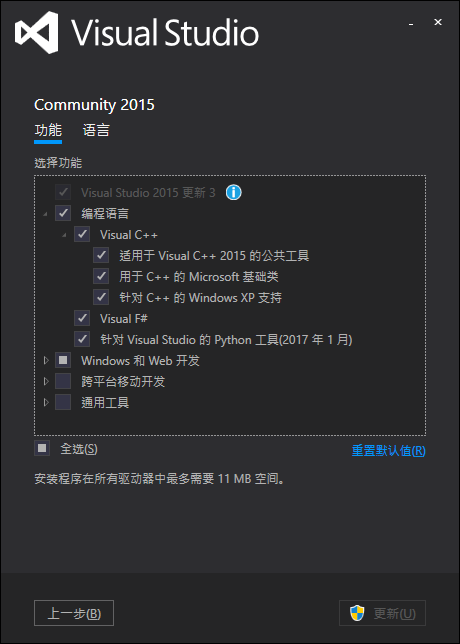 Visual Studio
Community 2015
功能 语言
选择功能
Visual Studio 2015 更新 3
编程语言
Visual C++
适用于 Visual C++ 2015 的公共工具
用于 C++ 的 Microsoft 基础类
针对 C++ 的 Windows XP 支持
Visual F#
针对 Visual Studio 的 Python 工具(2017 年 1 月)
Windows 和 Web 开发
跨平台移动开发
通用工具
全选(S) 重置默认值(R)
安装程序在所有驱动器中最多需要 11 MB 空间。
上一步(B) 更新(U)